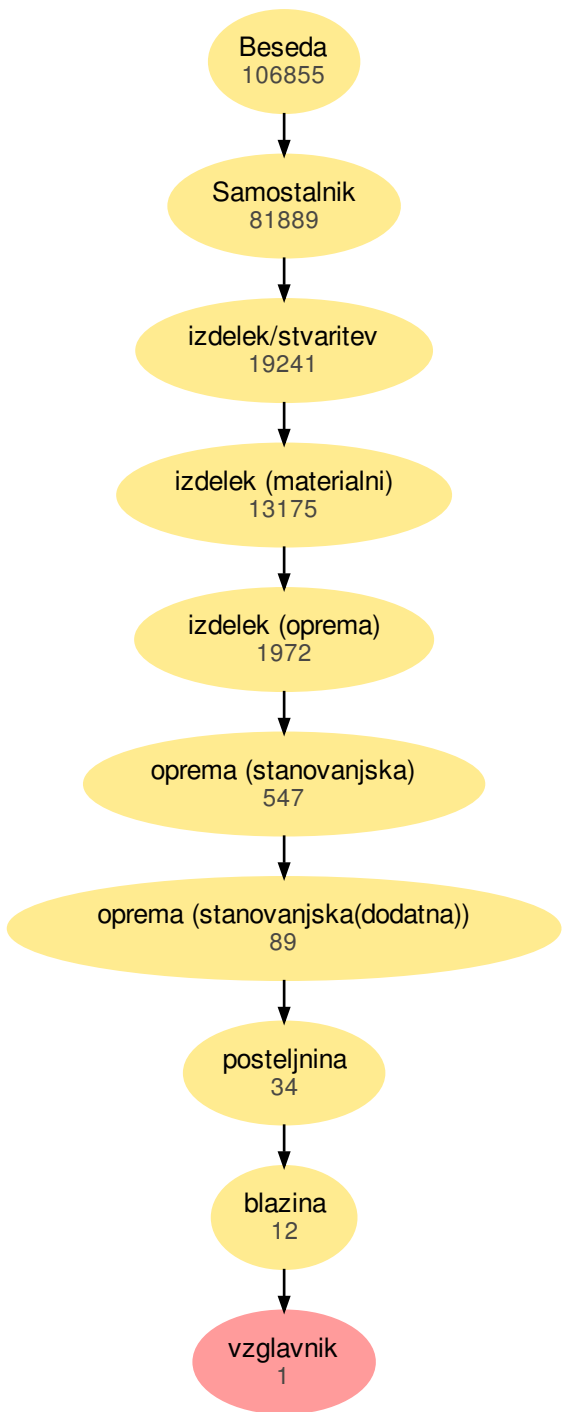 Beseda
106855
Samostalnik
81889
izdelek/stvaritev
19241
izdelek (materialni)
13175
izdelek (oprema)
1972
oprema (stanovanjska)
547
oprema (stanovanjska(dodatna))
89
posteljnina
34
blazina
12
vzglavnik
1